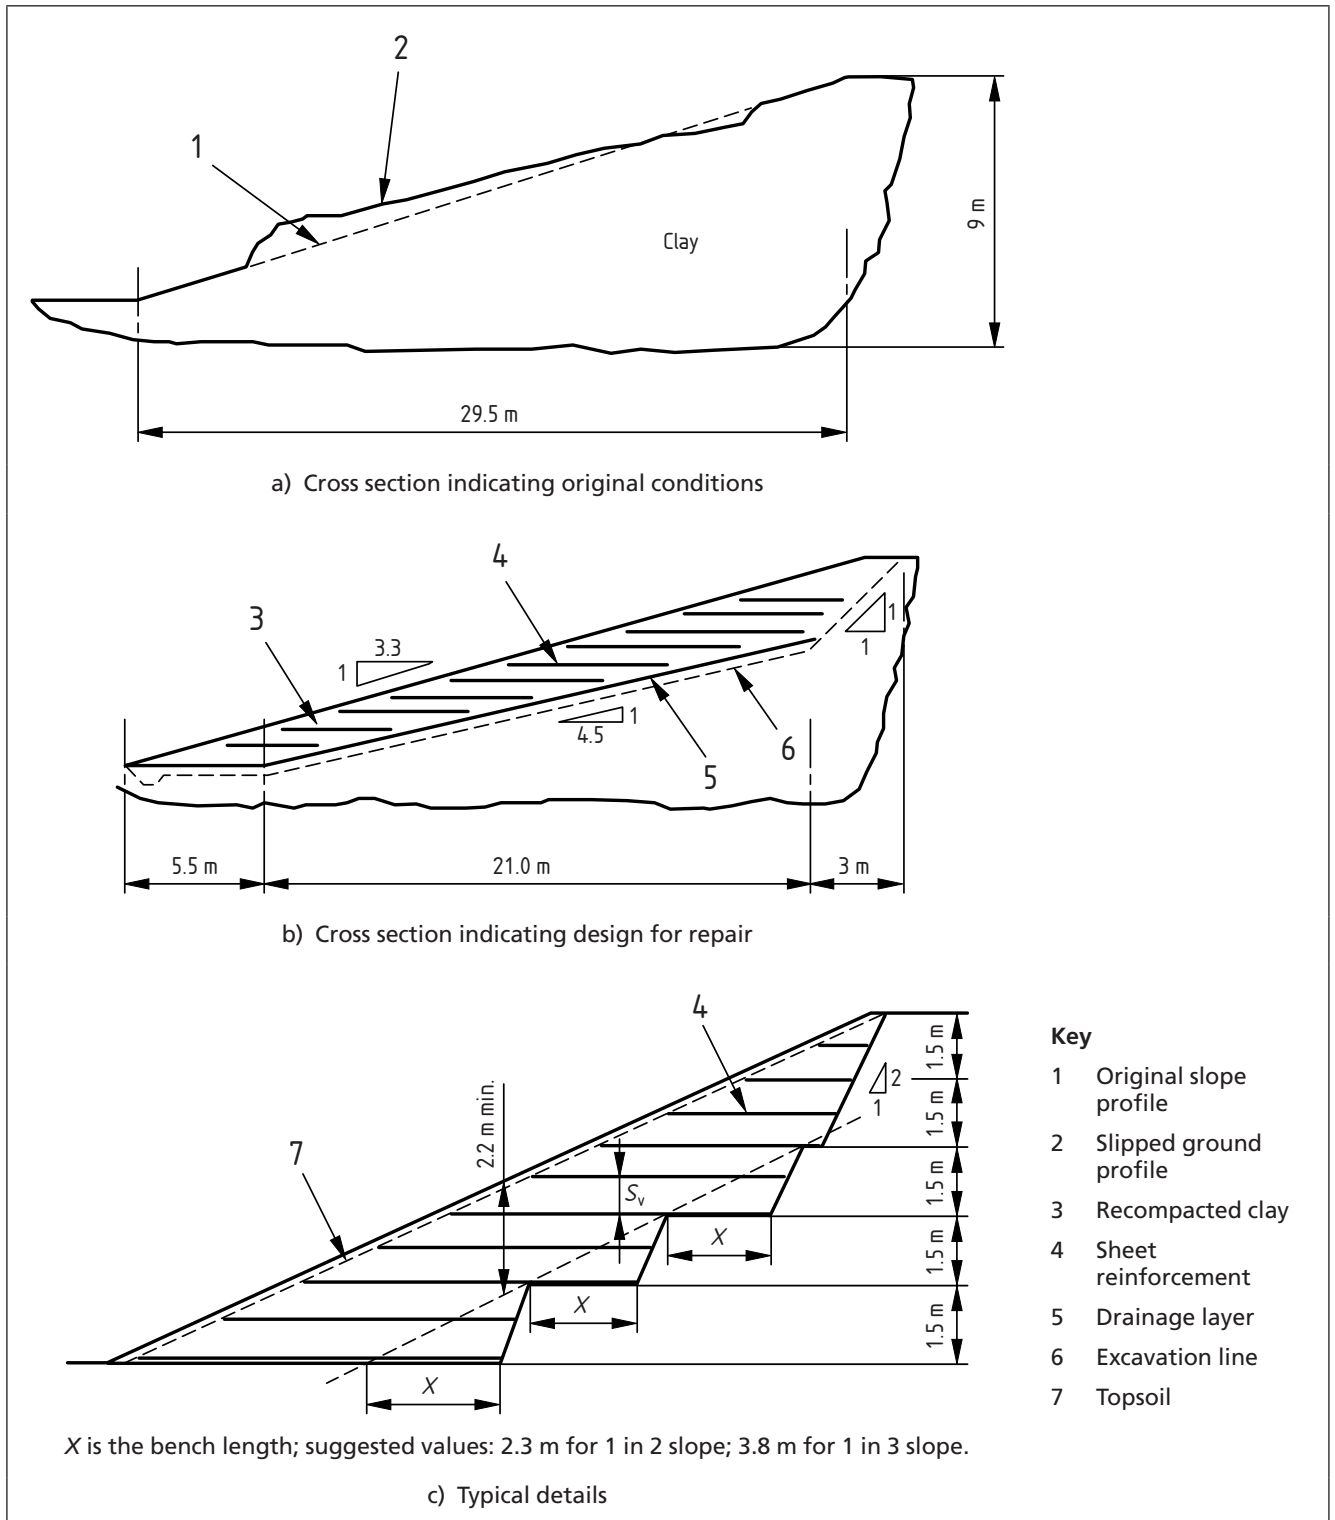 2
1
Clay
9 m
29.5 m
a) Cross section indicating original conditions
4
3
3.3
1
1
1
1
4.5
6
5
5.5 m
21.0 m
3 m
b) Cross section indicating design for repair
4
7
2.2 m min.
Sv
2
1
X
X
X
1.5 m
1.5 m
1.5 m
1.5 m
1.5 m
Key
1 Original slope
profile
2 Slipped ground
profile
3 Recompacted clay
4 Sheet
reinforcement
5 Drainage layer
6 Excavation line
7 Topsoil
X is the bench length; suggested values: 2.3 m for 1 in 2 slope; 3.8 m for 1 in 3 slope.
c) Typical details